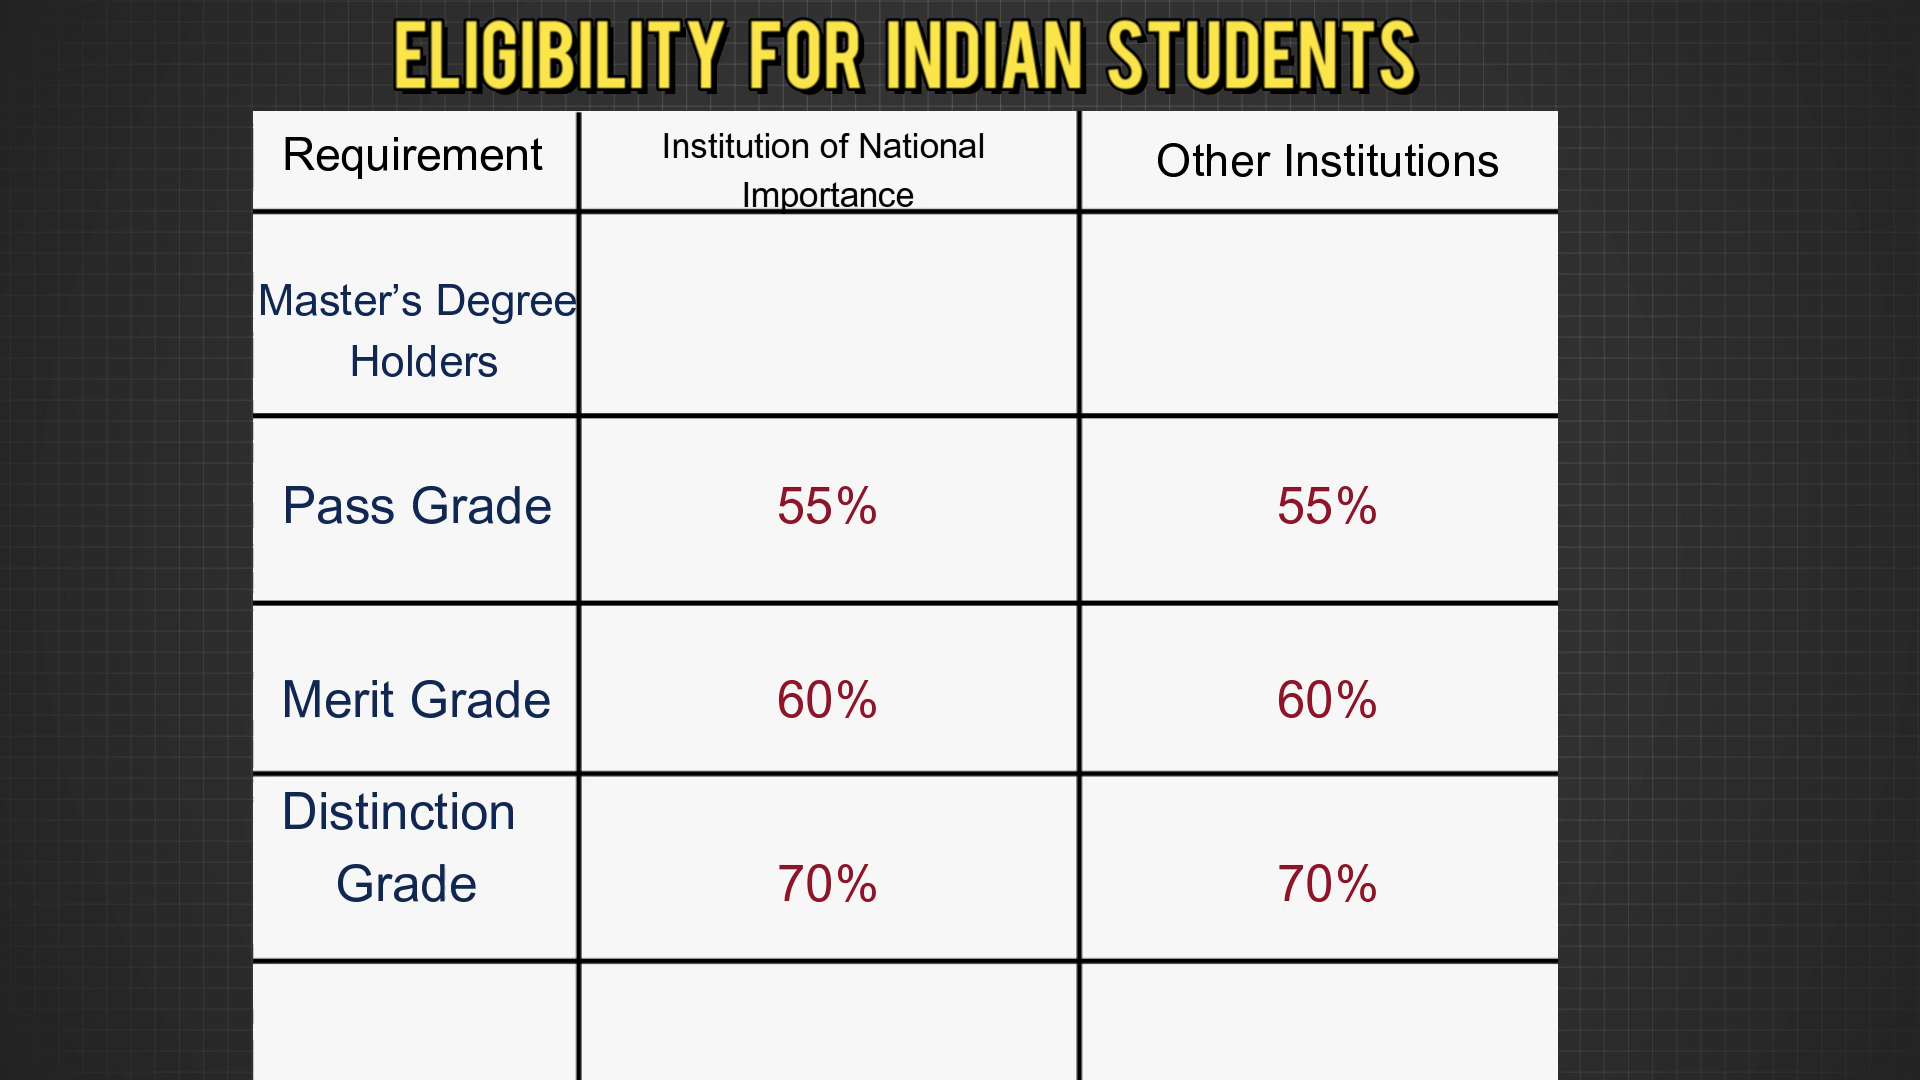 ELIGIBILITY FOR INDIAN STUDENTS
Requirement
Institution of National
Importance
Other Institutions
Master’s Degree
Holders
Pass Grade
55%
55%
Merit Grade
60%
60%
Distinction
Grade
70%
70%